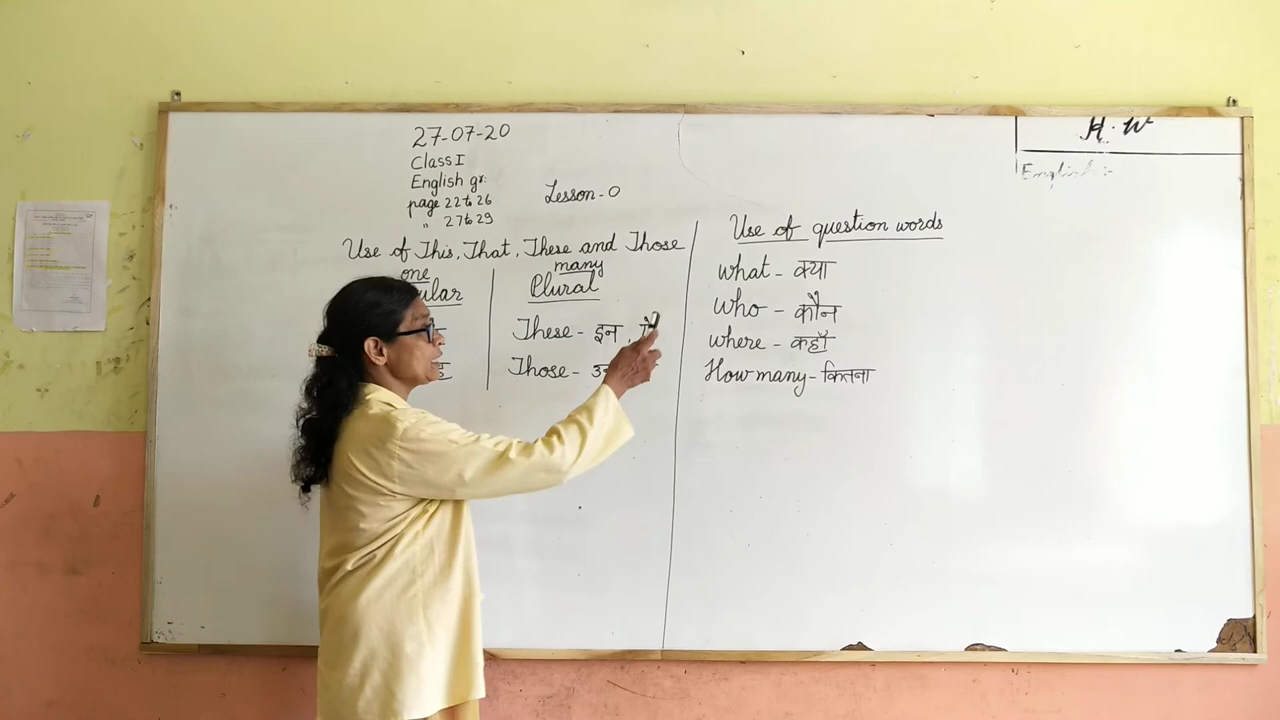 27-07-20
Class I
English gr:
page 22 to 26
" 27 to 29
Lesson-0
Use of This, That, These and Those
one
many
Plural
These - इन
Those -
Use of question words
what - क्या
who - कौन
where - कहाँ
How many - कितना
H.W
English:-